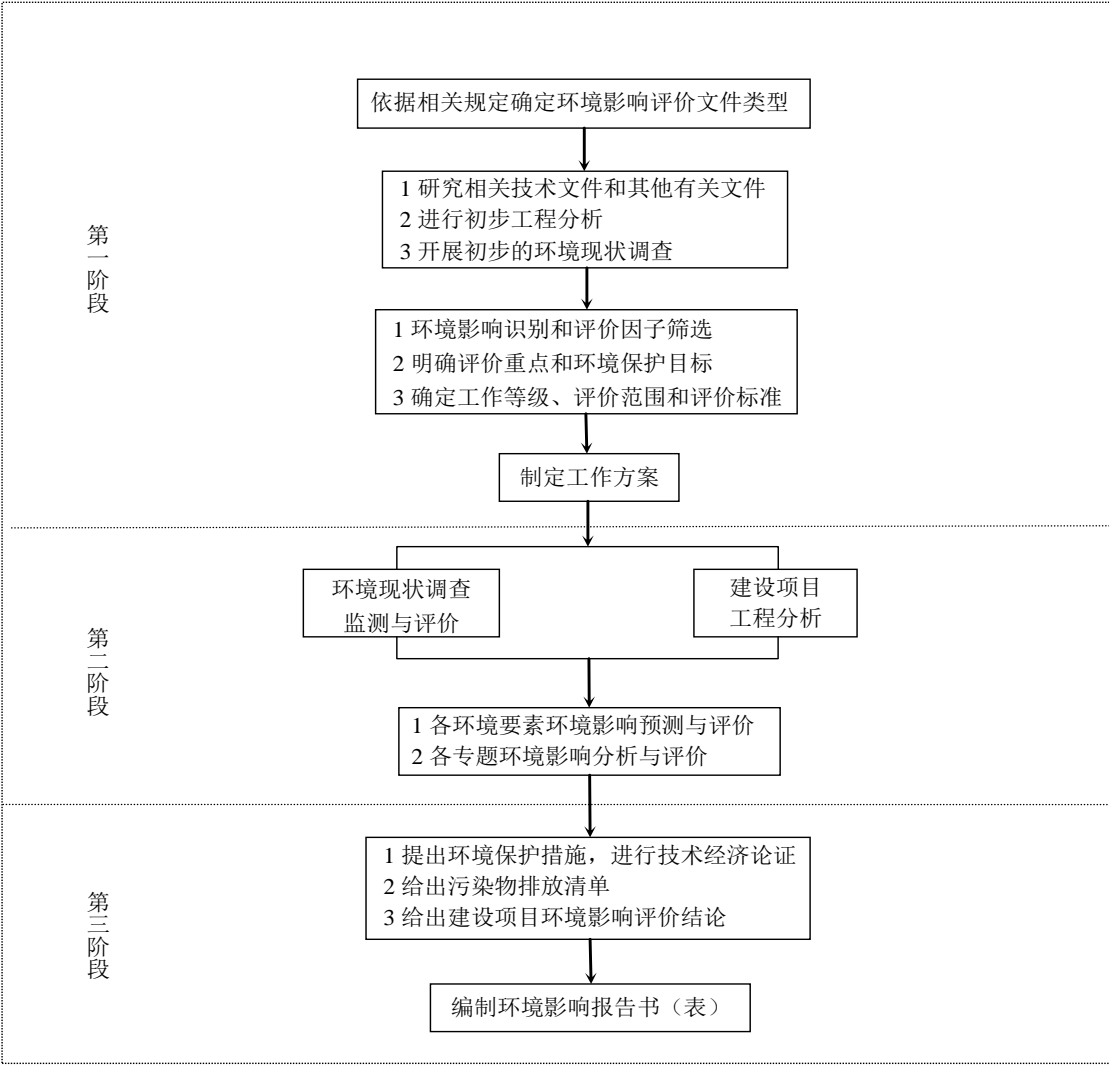 依据相关规定确定环境影响评价文件类型
1 研究相关技术文件和其他有关文件
2 进行初步工程分析
3 开展初步的环境现状调查
第一阶段
1 环境影响识别和评价因子筛选
2 明确评价重点和环境保护目标
3 确定工作等级、评价范围和评价标准
制定工作方案
环境现状调查
监测与评价
建设项目
工程分析
第二阶段
1 各环境要素环境影响预测与评价
2 各专题环境影响分析与评价
1 提出环境保护措施，进行技术经济论证
2 给出污染物排放清单
3 给出建设项目环境影响评价结论
第三阶段
编制环境影响报告书（表）